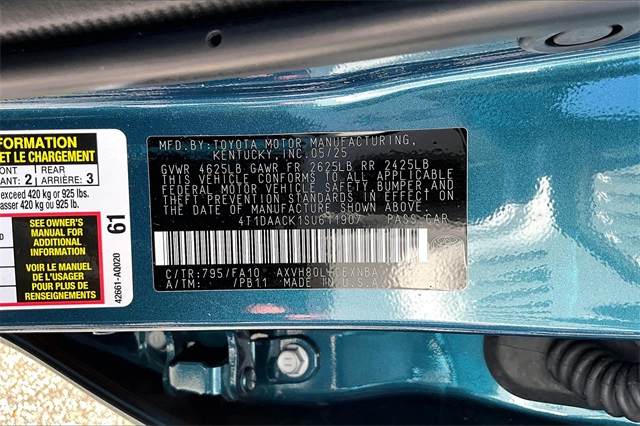 FORMATION
ET LE CHARGEMENT
NT
ANT: 2
REAR
ARRIÈRE: 3
exceed 420 kg or 925 lbs.
passer 420 kg ou 925 lb.
SEE OWNER'S
MANUAL FOR
ADDITIONAL
INFORMATION
VOIR LE MANUEL
DE L'USAGER
POUR PLUS DE
RENSEIGNEMENTS
61
42661-A0020
MFD. BY: TOYOTA MOTOR MANUFACTURING,
KENTUCKY, INC. 05/25
GVWR 4625LB GAWR FR 2625LB RR 2425LB
THIS VEHICLE CONFORMS TO ALL APPLICABLE
FEDERAL MOTOR VEHICLE SAFETY, BUMPER, AND
THEFT PREVENTION STANDARDS IN EFFECT
ON THE DATE OF MANUFACTURE SHOWN ABOVE.
4T1DAACK1SU611907 PASS.CAR
C/TR:795/FA10
A/TM: /PB11 MADE IN U.S.A.